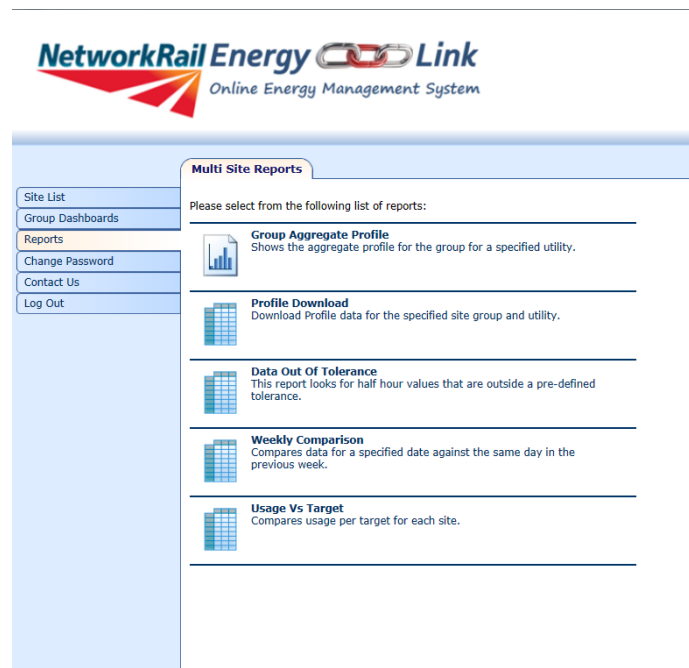 NetworkRail Energy Link
Online Energy Management System
Multi Site Reports
Site List
Group Dashboards
Reports
Change Password
Contact Us
Log Out
Please select from the following list of reports:
Group Aggregate Profile
Shows the aggregate profile for the group for a specified utility.
Profile Download
Download Profile data for the specified site group and utility.
Data Out Of Tolerance
This report looks for half hour values that are outside a pre-defined
tolerance.
Weekly Comparison
Compares data for a specified date against the same day in the
previous week.
Usage Vs Target
Compares usage per target for each site.